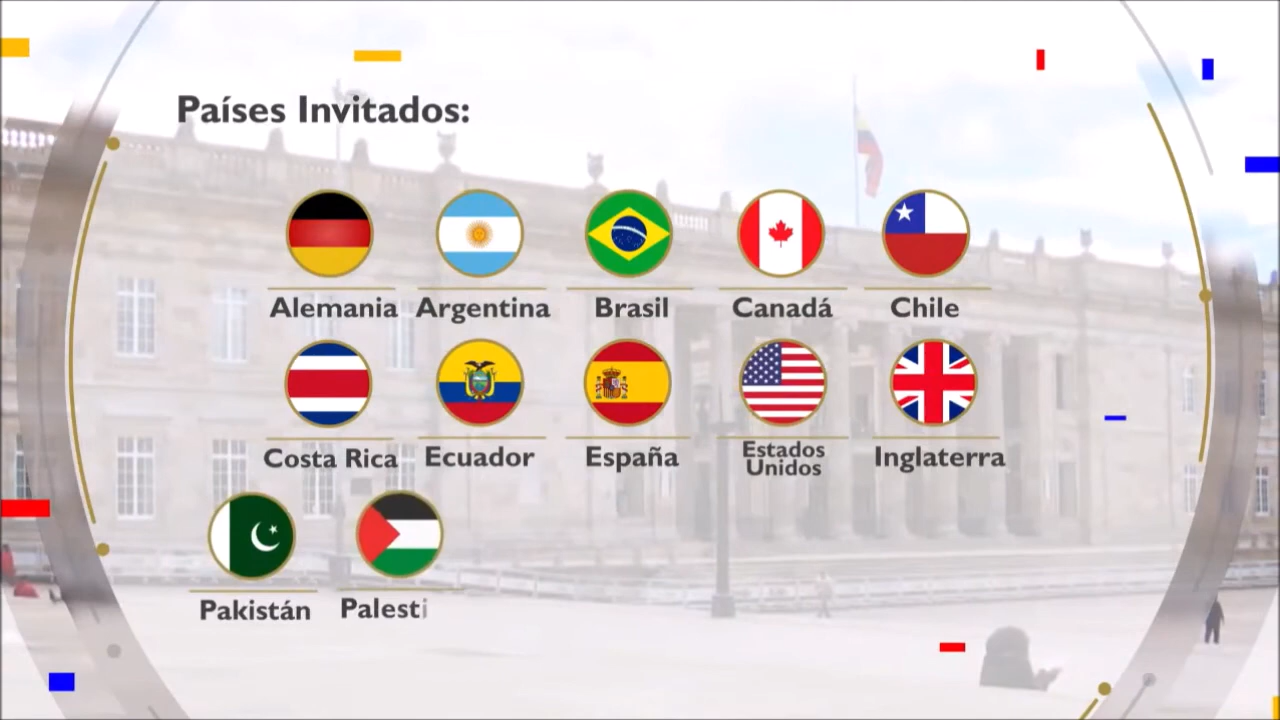 Países Invitados:
Alemania Argentina Brasil Canadá Chile
Costa Rica Ecuador España Estados Unidos Inglaterra
Pakistán Palesti